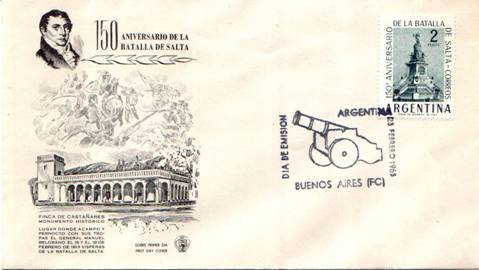 150 ANIVERSARIO DE LA
BATALLA DE SALTA
FINCA DE CASTAÑARES
MONUMENTO HISTORICO
LUGAR DONDE ACAMPO Y
PERNOCTO CON SUS TRO-
PAS EL GENERAL MANUEL
BELGRANO EL 18 Y EL 19 DE
FEBRERO DE 1813 VISPERAS
DE LA BATALLA DE SALTA
SOBRE PRIMER DIA
FIRST DAY COVER
150º ANIVERSARIO DE LA BATALLA DE SALTA - CORREOS
2
PESOS
ARGENTINA
DIA DE EMISION
ARGENTINA
23 FEBRERO 1963
BUENOS AIRES (FC)